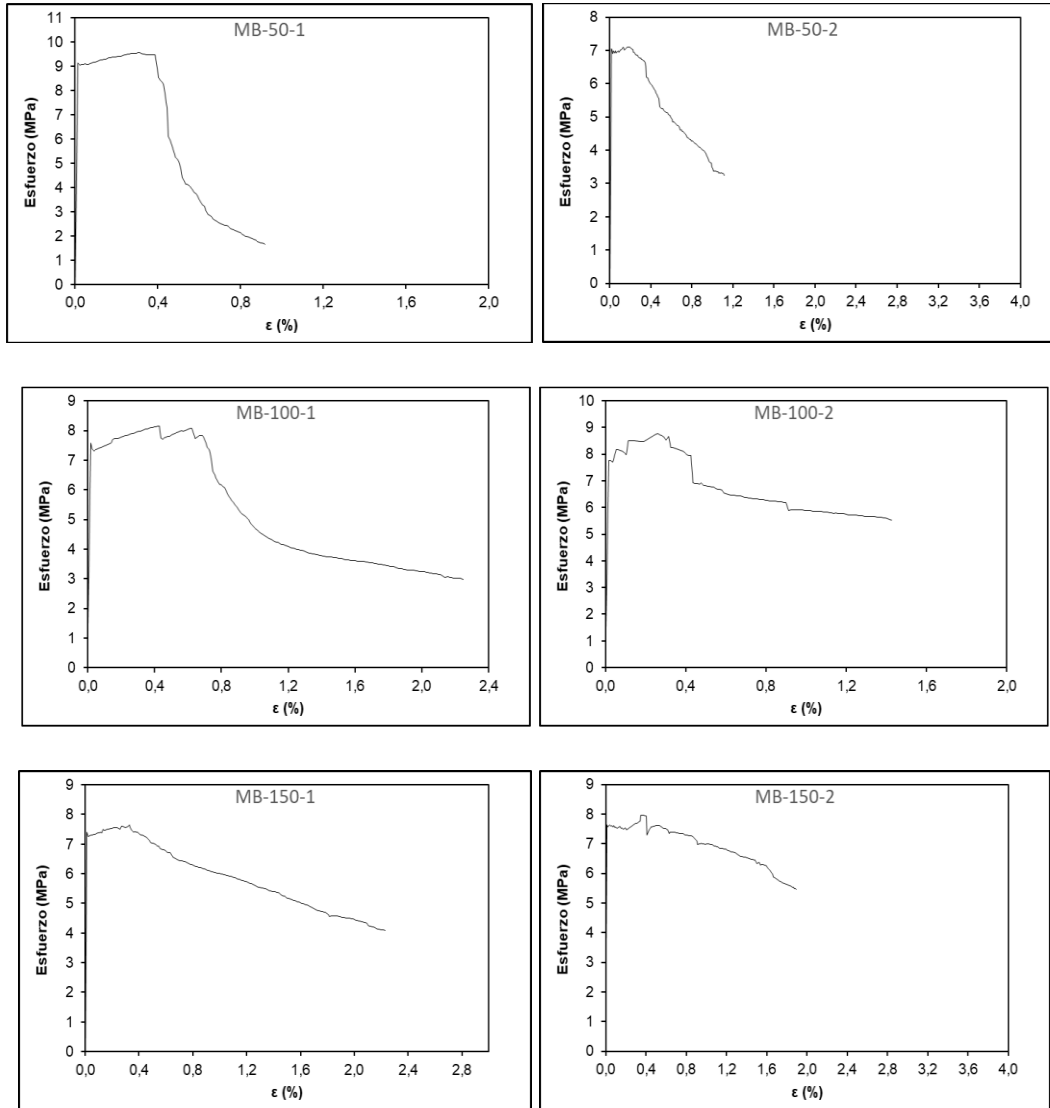 MB-50-1
Esfuerzo (MPa)
11
10
9
8
7
6
5
4
3
2
1
0
0,0 0,4 0,8 1,2 1,6 2,0
ε (%)
MB-50-2
Esfuerzo (MPa)
8
7
6
5
4
3
2
1
0
0,0 0,4 0,8 1,2 1,6 2,0 2,4 2,8 3,2 3,6 4,0
ε (%)
MB-100-1
Esfuerzo (MPa)
9
8
7
6
5
4
3
2
1
0
0,0 0,4 0,8 1,2 1,6 2,0 2,4
ε (%)
MB-100-2
Esfuerzo (MPa)
10
9
8
7
6
5
4
3
2
1
0
0,0 0,4 0,8 1,2 1,6 2,0
ε (%)
MB-150-1
Esfuerzo (MPa)
9
8
7
6
5
4
3
2
1
0
0,0 0,4 0,8 1,2 1,6 2,0 2,4 2,8
ε (%)
MB-150-2
Esfuerzo (MPa)
9
8
7
6
5
4
3
2
1
0
0,0 0,4 0,8 1,2 1,6 2,0 2,4 2,8 3,2 3,6 4,0
ε (%)